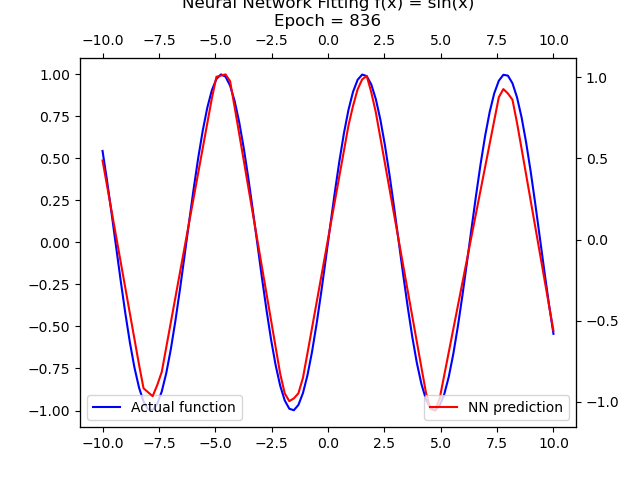 Neural Network Fitting f(x) = sin(x)
Epoch = 836
−10.0 −7.5 −5.0 −2.5 0.0 2.5 5.0 7.5 10.0
1.00
0.75
0.50
0.25
0.00
−0.25
−0.50
−0.75
−1.00
1.0
0.5
0.0
−0.5
−1.0
Actual function
NN prediction
−10.0 −7.5 −5.0 −2.5 0.0 2.5 5.0 7.5 10.0